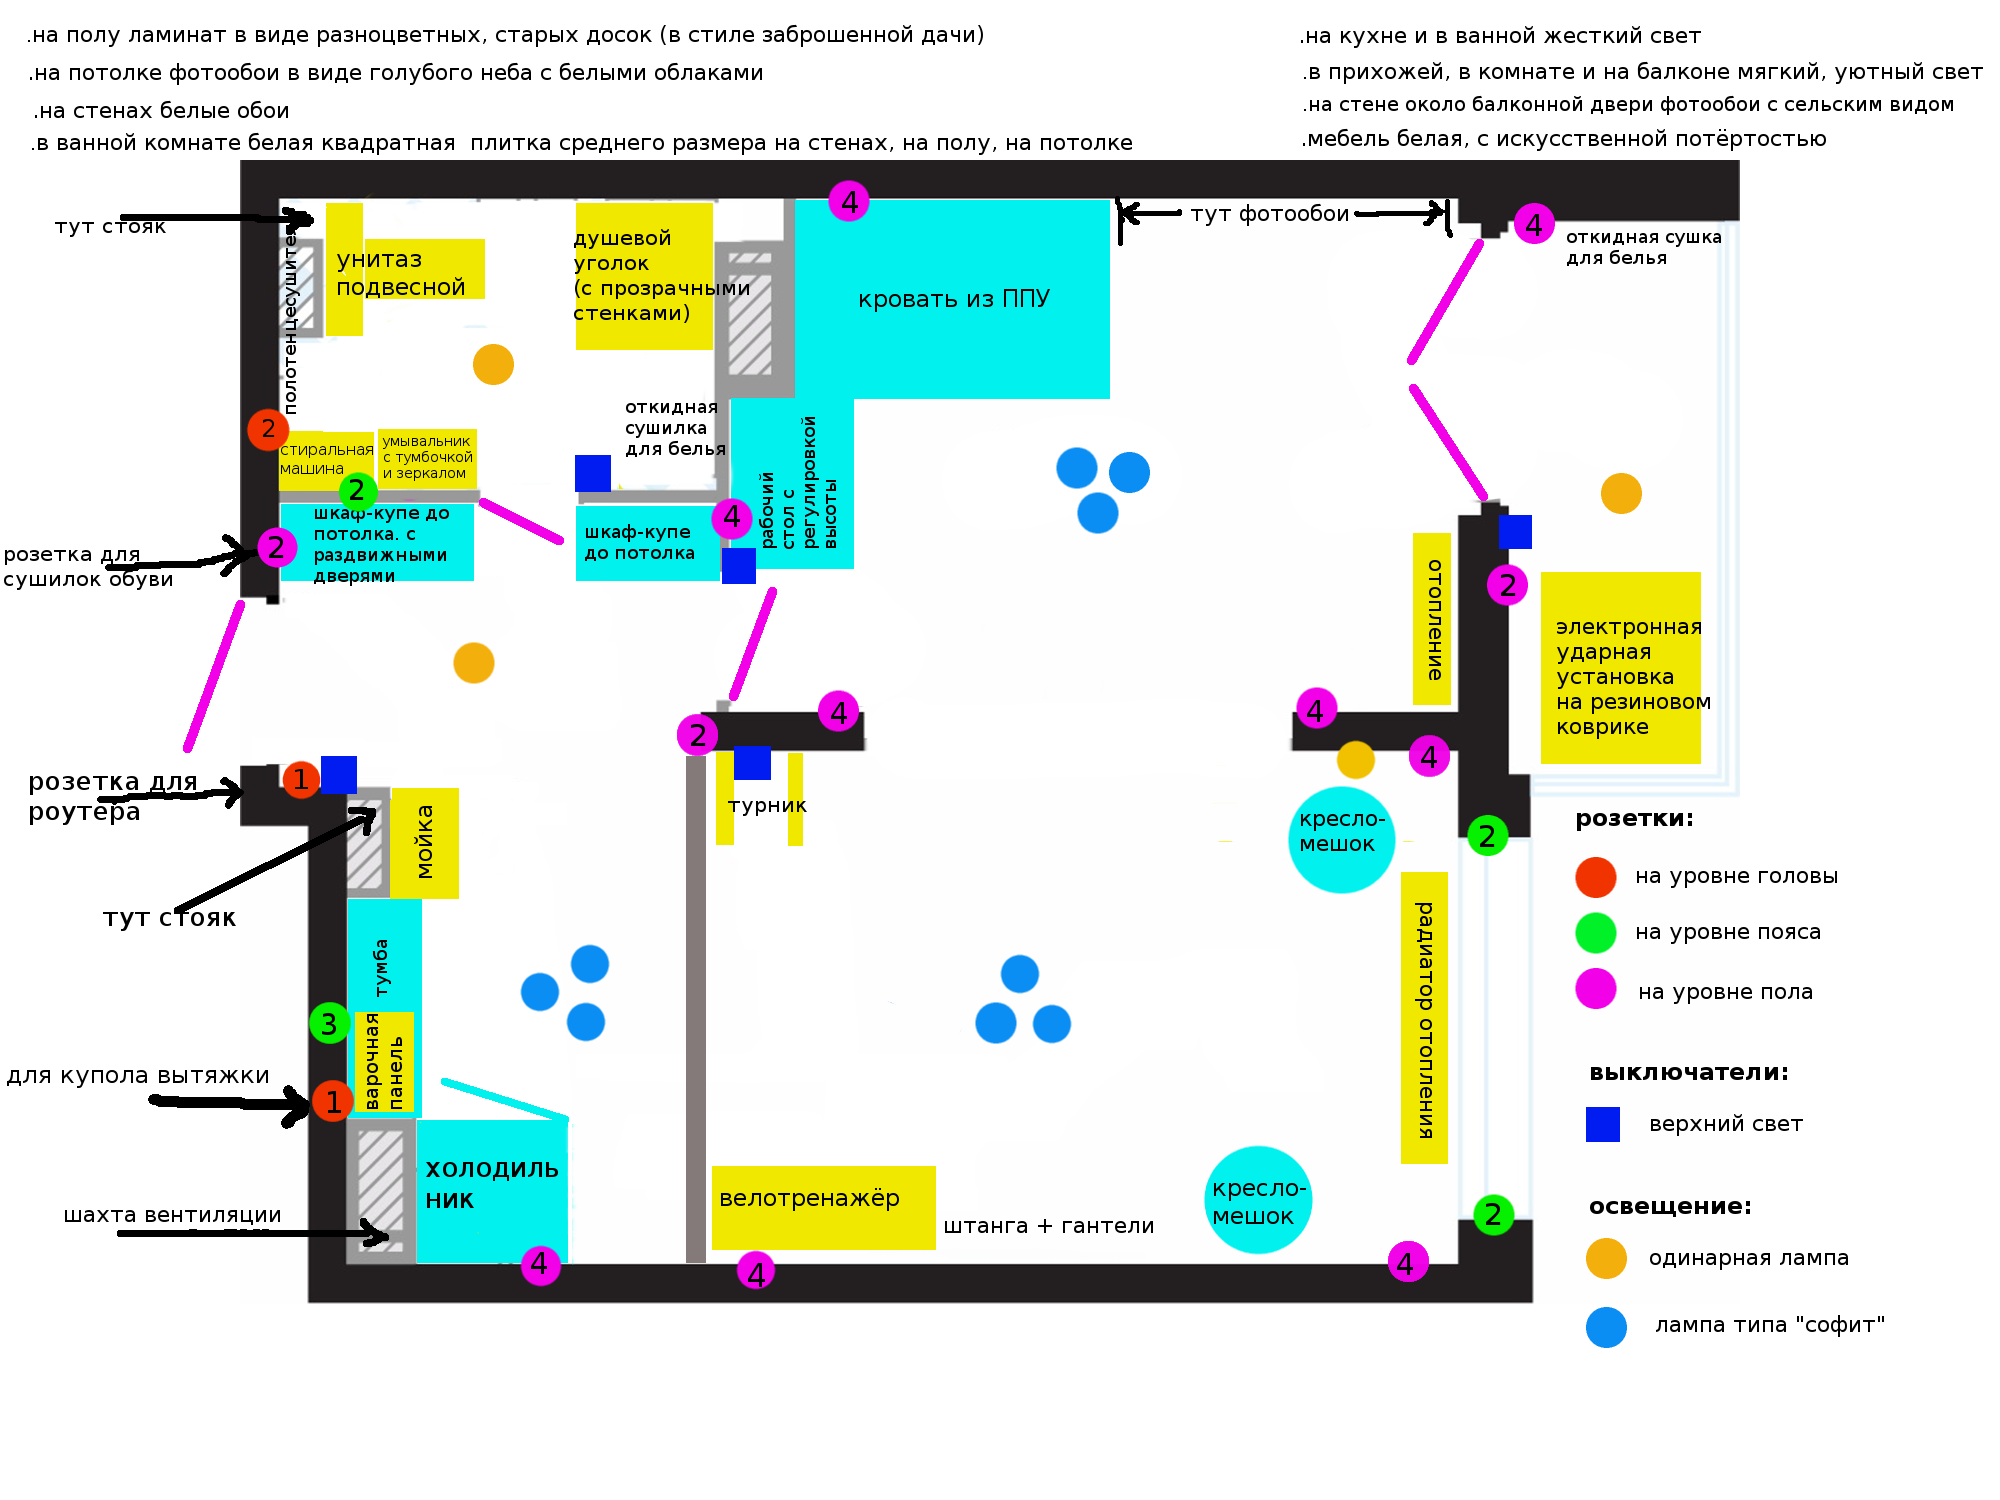 .на полу ламинат в виде разноцветных, старых досок (в стиле заброшенной дачи)
.на потолке фотообои в виде голубого неба с белыми облаками
.на стенах белые обои
.в ванной комнате белая квадратная  плитка среднего размера на стенах, на полу, на потолке
.на кухне и в ванной жесткий свет
.в прихожей, в комнате и на балконе мягкий, уютный свет
.на стене около балконной двери фотообои с сельским видом
.мебель белая, с искусственной потёртостью
тут стояк
полотенцесушитель
унитаз
подвесной
душевой
уголок
(с прозрачными
стенками)
4
кровать из ППУ
тут фотообои
4
откидная сушка
для белья
откидная
сушилка
для белья
2
стиральная
машина
умывальник
с тумбочкой
и зеркалом
2
шкаф-купе до
потолка. с
раздвижными
дверями
2
розетка для
сушилок обуви
шкаф-купе
до потолка
4
рабочий
стол с
регулировкой
высоты
отопление
2
электронная
ударная
установка
на резиновом
коврике
4
2
4
4
розетка для
роутера
1
мойка
турник
кресло-
мешок
2
тут стояк
тумба
3
варочная
панель
для купола вытяжки
1
радиатор отопления
холодиль
ник
шахта вентиляции
4
велотренажёр
штанга + гантели
4
кресло-
мешок
4
2
розетки:
на уровне головы
на уровне пояса
на уровне пола
выключатели:
верхний свет
освещение:
одинарная лампа
лампа типа "софит"